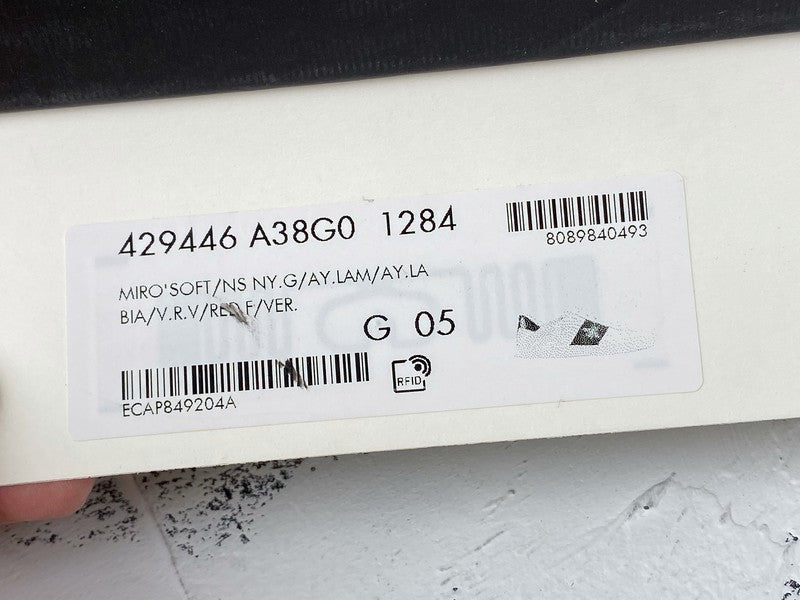 429446 A38G0 1284
8089840493
MIRO'SOFT/NS NY.G/AY.LAM/AY.LA
BIA/V.R.V/RED F/VER.
G 05
ECAP849204A
RFID